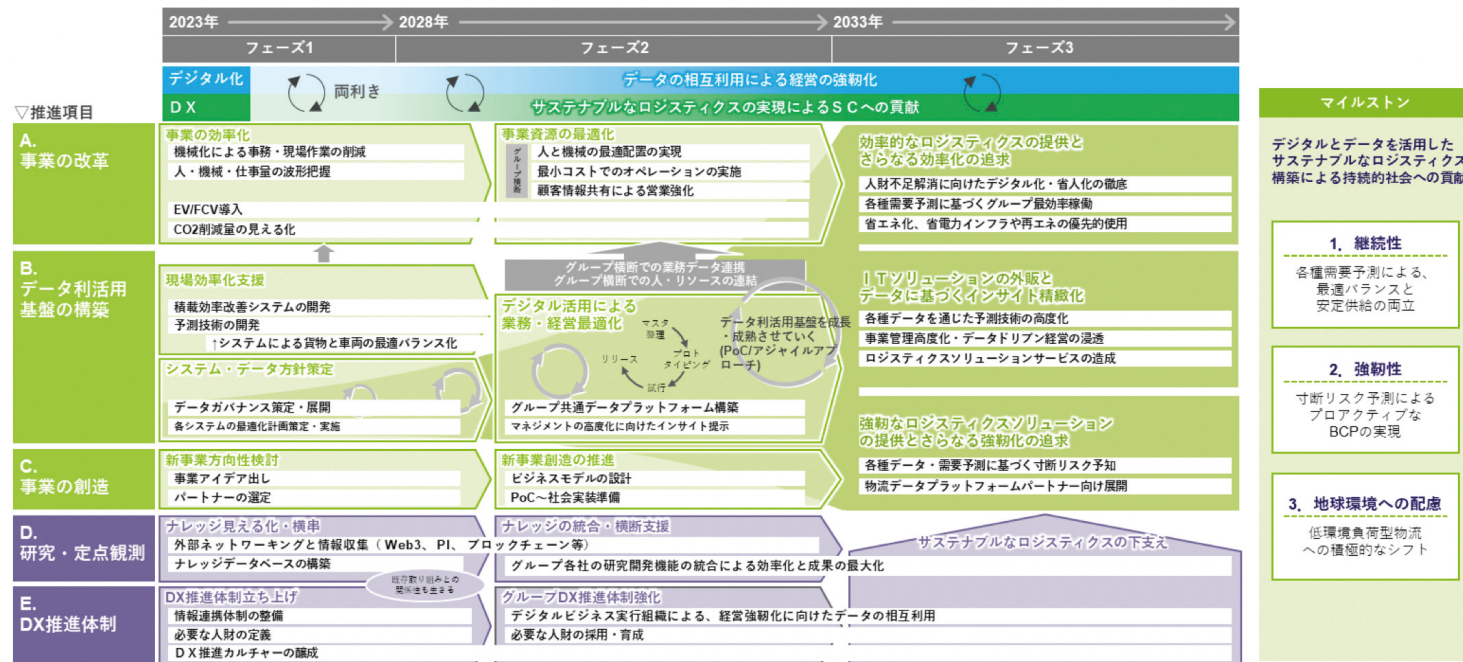 2023年
2028年
2033年
フェーズ1
フェーズ2
フェーズ3
デジタル化
両利き
データの相互利用による経営の強靭化
DX
サステナブルなロジスティクスの実現によるSCへの貢献
▽推進項目
A.
事業の改革
事業の効率化
機械化による事務・現場作業の削減
人・機械・仕事量の波形把握
EV/FCV導入
CO2削減量の見える化
事業資源の最適化
グループ横断
人と機械の最適配置の実現
最小コストでのオペレーションの実施
顧客情報共有による営業強化
効率的なロジスティクスの提供と
さらなる効率化の追求
人財不足解消に向けたデジタル化・省人化の徹底
各種需要予測に基づくグループ最効率稼働
省エネ化、省電力インフラや再エネの優先的使用
B.
データ利活用
基盤の構築
現場効率化支援
積載効率改善システムの開発
予測技術の開発
↑システムによる貨物と車両の最適バランス化
システム・データ方針策定
データガバナンス策定・展開
各システムの最適化計画策定・実施
グループ横断での業務データ連携
グループ横断での人・リソースの連結
デジタル活用による
業務・経営最適化
マスタ
整理
プロト
タイピング
試行
リリース
データ利活用基盤を成長
・成熟させていく
(PoC/アジャイルアプ
ローチ)
グループ共通データプラットフォーム構築
マネジメントの高度化に向けたインサイト提示
ITソリューションの外販と
データに基づくインサイト精緻化
各種データを通じた予測技術の高度化
事業管理高度化・データドリブン経営の浸透
ロジスティクスソリューションサービスの造成
強靭なロジスティクスソリューション
の提供とさらなる強靭化の追求
各種データ・需要予測に基づく寸断リスク予知
物流データプラットフォームパートナー向け展開
C.
事業の創造
新事業方向性検討
事業アイデア出し
パートナーの選定
新事業創造の推進
ビジネスモデルの設計
PoC～社会実装準備
D.
研究・定点観測
ナレッジ見える化・横串
外部ネットワーキングと情報収集（Web3、PI、ブロックチェーン等）
ナレッジデータベースの構築
既存取り組みとの
関係性も生まる
ナレッジの統合・横断支援
グループ各社の研究開発機能の統合による効率化と成果の最大化
サステナブルなロジスティクスの下支え
E.
DX推進体制
DX推進体制立ち上げ
情報連携体制の整備
必要な人財の定義
DX推進カルチャーの醸成
グループDX推進体制強化
デジタルビジネス実行組織による、経営強靭化に向けたデータの相互利用
必要な人財の採用・育成
マイルストン
デジタルとデータを活用した
サステナブルなロジスティクス
構築による持続的社会への貢献
1．継続性
各種需要予測による、
最適バランスと
安定供給の両立
2．強靭性
寸断リスク予測による
プロアクティブな
BCPの実現
3．地球環境への配慮
低環境負荷型物流
への積極的なシフト